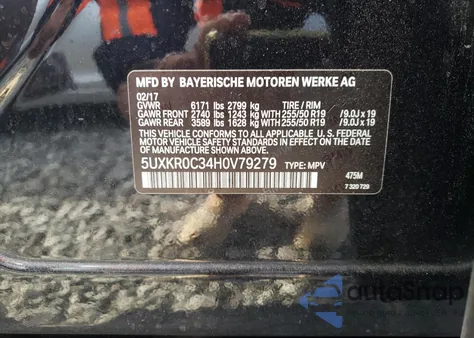 MFD BY BAYERISCHE MOTOREN WERKE AG
02/17
GVWR 6171 lbs 2799 kg TIRE / RIM
GAWR FRONT 2740 lbs 1243 kg WITH 255/50 R19 /9.0J x 19
GAWR REAR 3589 lbs 1628 kg WITH 255/50 R19 /9.0J x 19
THIS VEHICLE CONFORMS TO ALL APPLICABLE FEDERAL MOTOR
VEHICLE SAFETY STANDARDS IN EFFECT ON THE DATE OF
MANUFACTURE SHOWN ABOVE.
5UXKR0C34H0V79279 TYPE: MPV
475M
7 320 729
autoShop